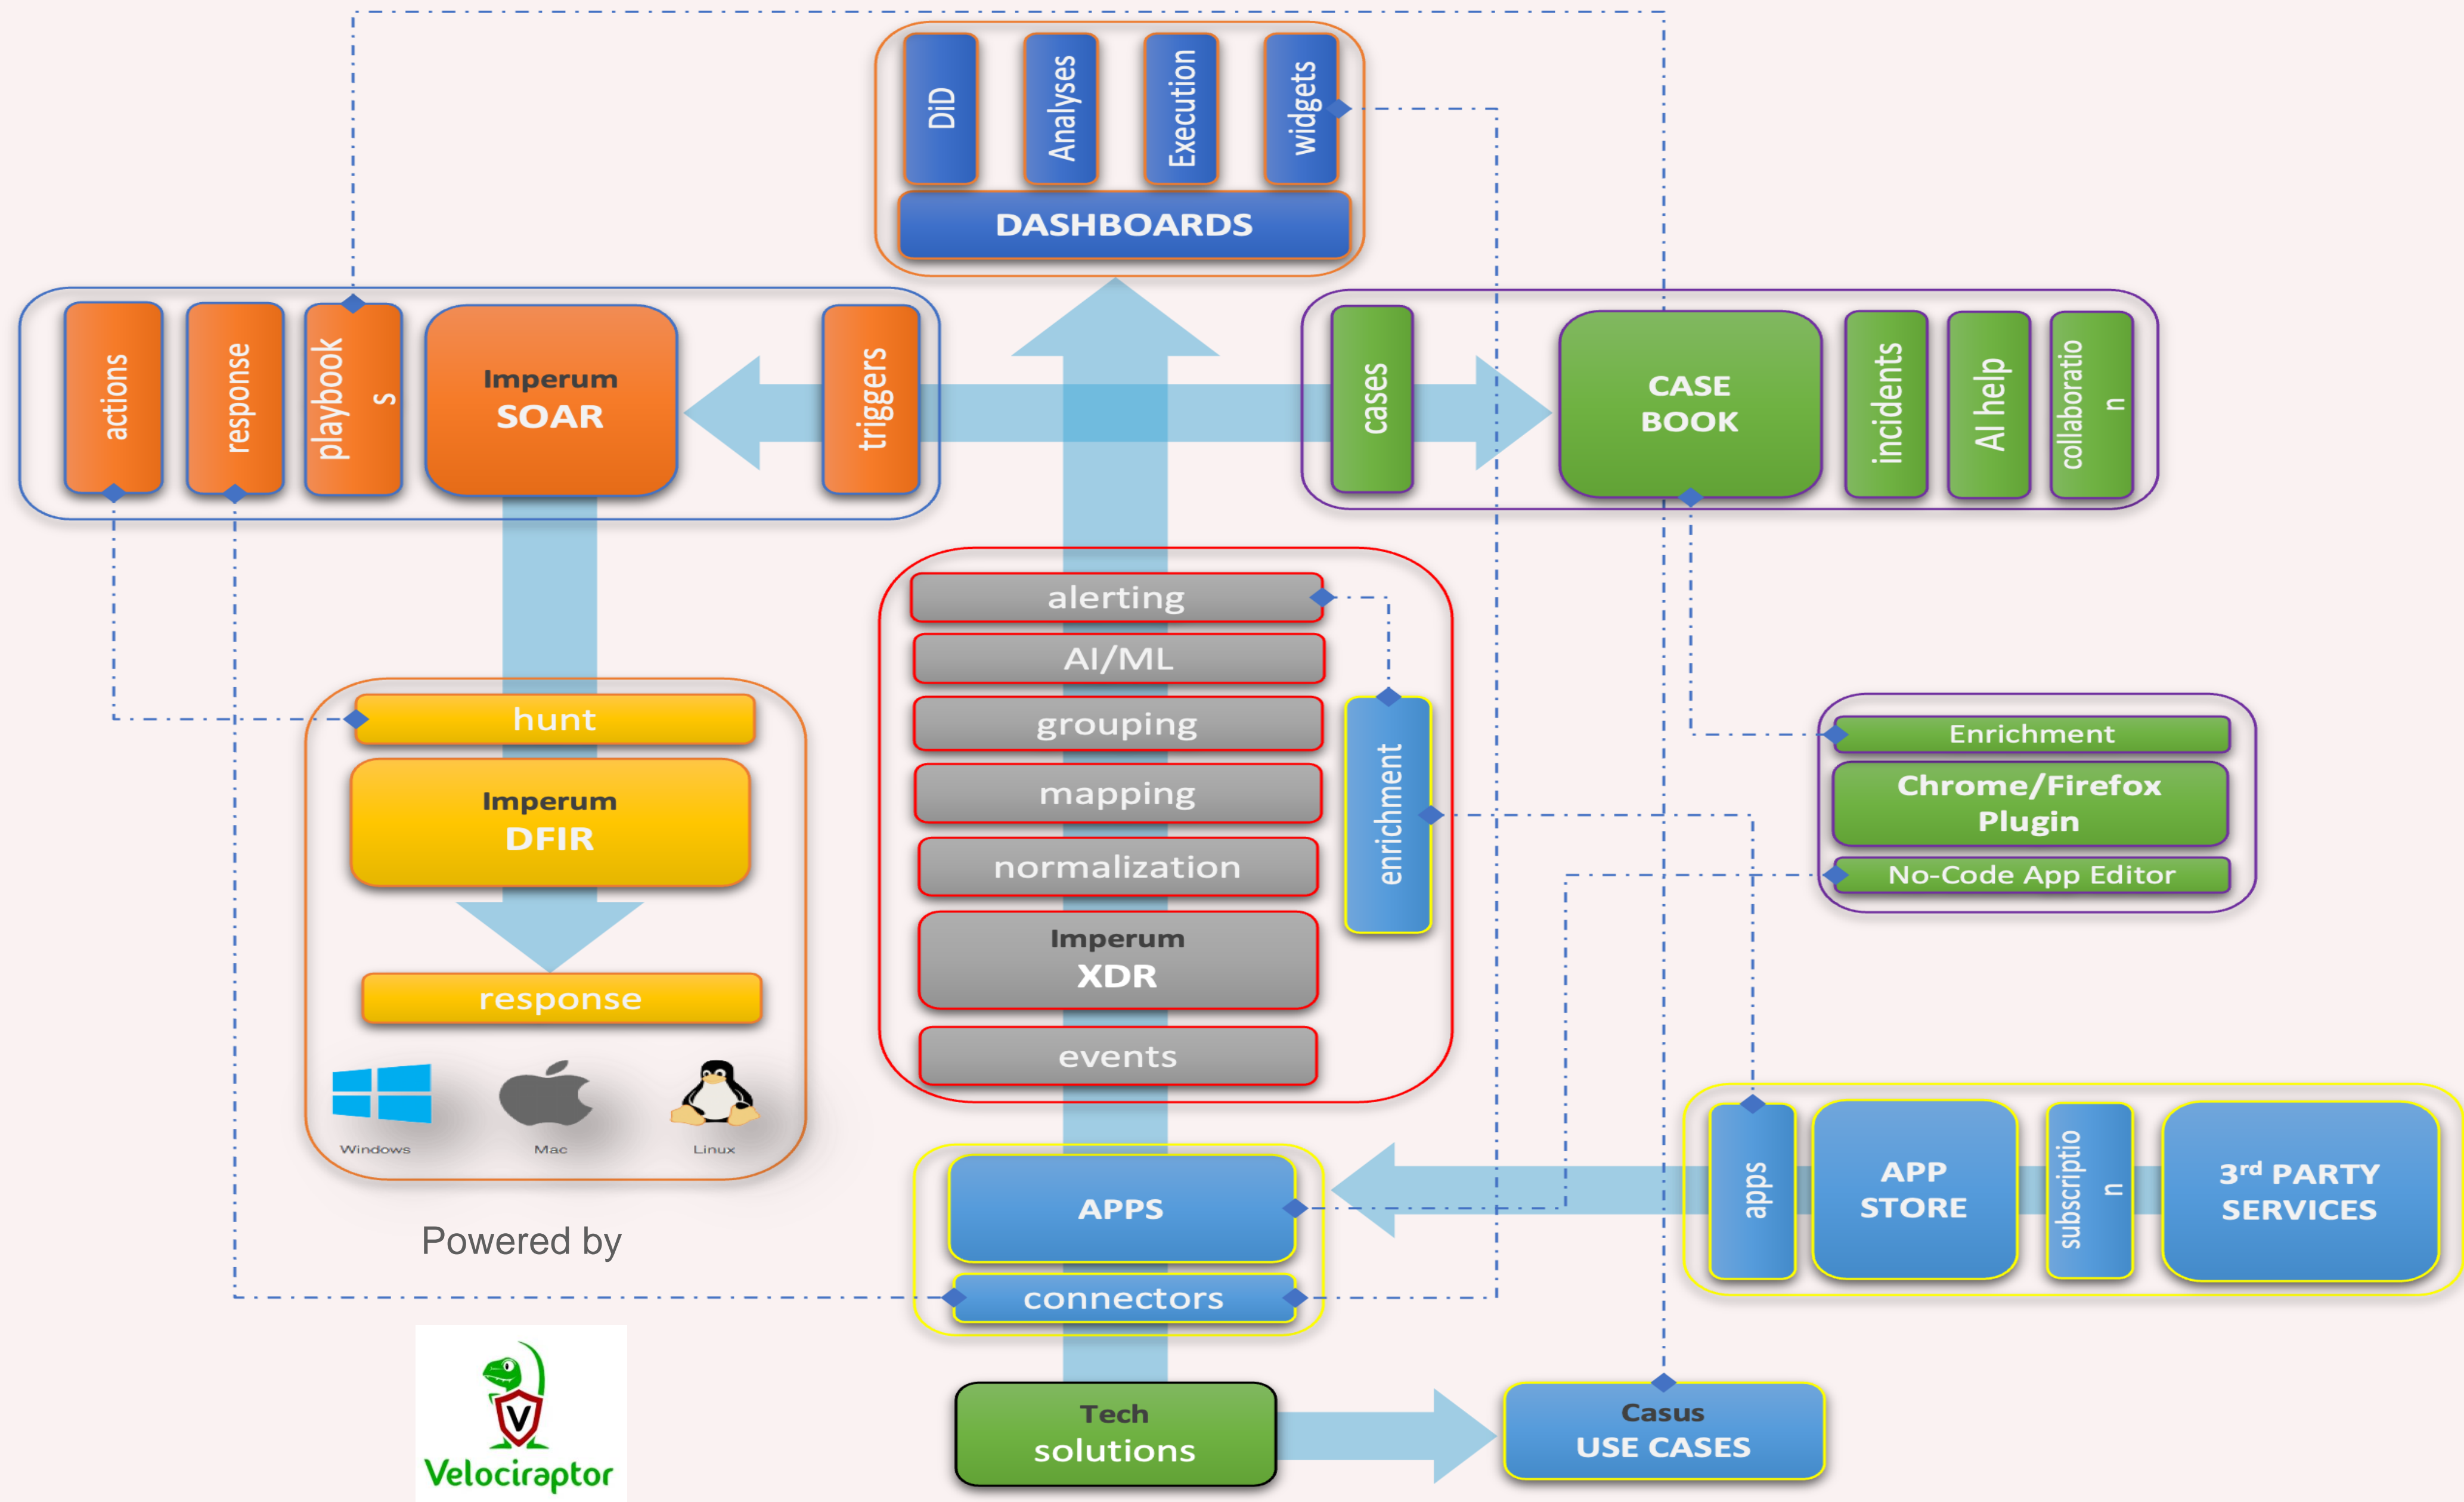 DiD
Analyses
Execution
widgets
DASHBOARDS
actions
response
playbook
s
Imperum
SOAR
triggers
cases
CASE
BOOK
incidents
AI help
collaboratio
n
alerting
AI/ML
grouping
mapping
normalization
Imperum
XDR
events
enrichment
hunt
Imperum
DFIR
response
Windows
Mac
Linux
Powered by
V
Velociraptor
Enrichment
Chrome/Firefox
Plugin
No-Code App Editor
APPS
connectors
apps
APP
STORE
subscriptio
n
3rd PARTY
SERVICES
Tech
solutions
Casus
USE CASES